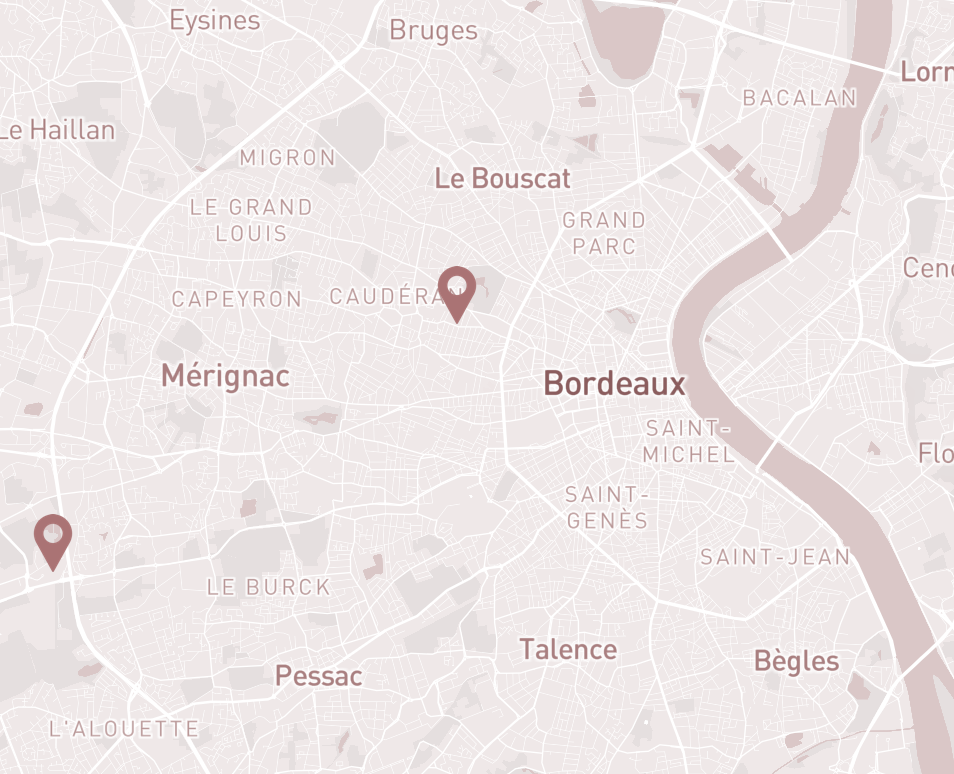 Eysines
Bruges
Lorm
BACALAN
Le Haillan
MIGRON
Le Bouscat
LE GRAND
LOUIS
GRAND
PARC
Ceno
CAPEYRON
CAUDÉRAN
Mérignac
Bordeaux
SAINT-
MICHEL
Flo
SAINT-
GENÈS
SAINT-JEAN
LE BURCK
Talence
Bègles
Pessac
L'ALOUETTE